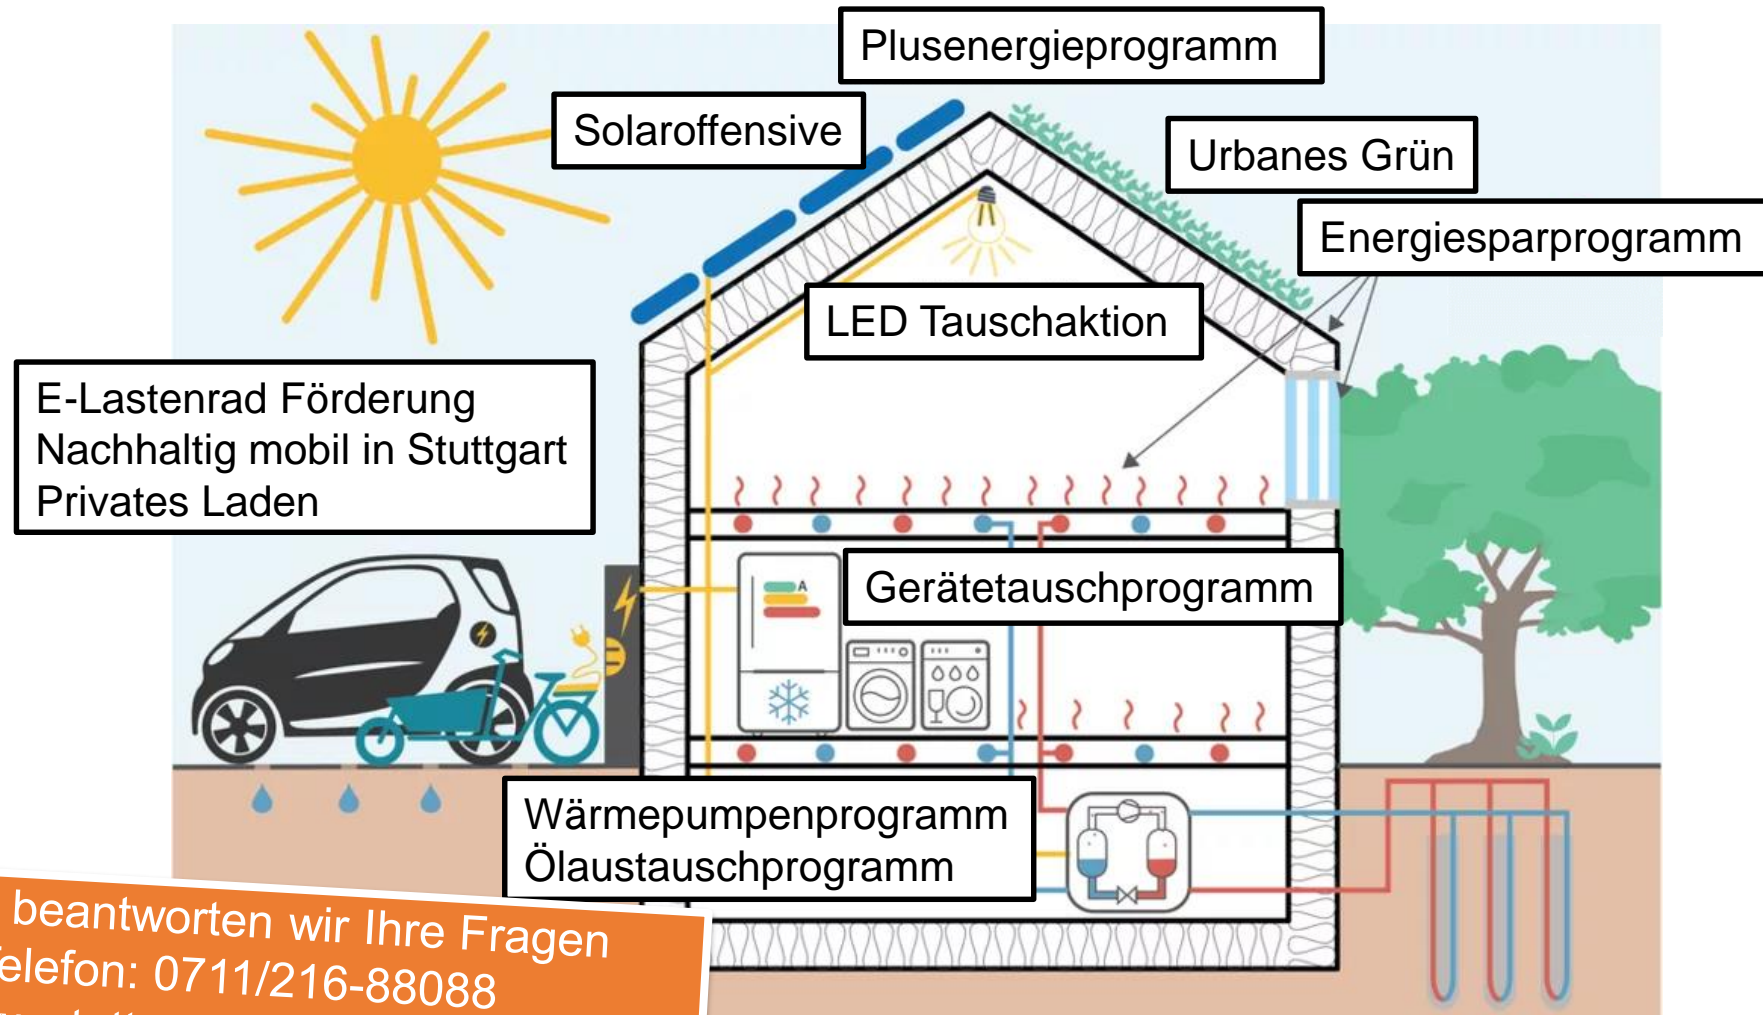 Plusenergieprogramm
Solaroffensive
Urbanes Grün
Energiesparprogramm
LED Tauschaktion
E-Lastenrad Förderung
Nachhaltig mobil in Stuttgart
Privates Laden
A
Gerätetauschprogramm
Wärmepumpenprogramm
Ölaustauschprogramm
beantworten wir Ihre Fragen
Telefon: 0711/216-88088